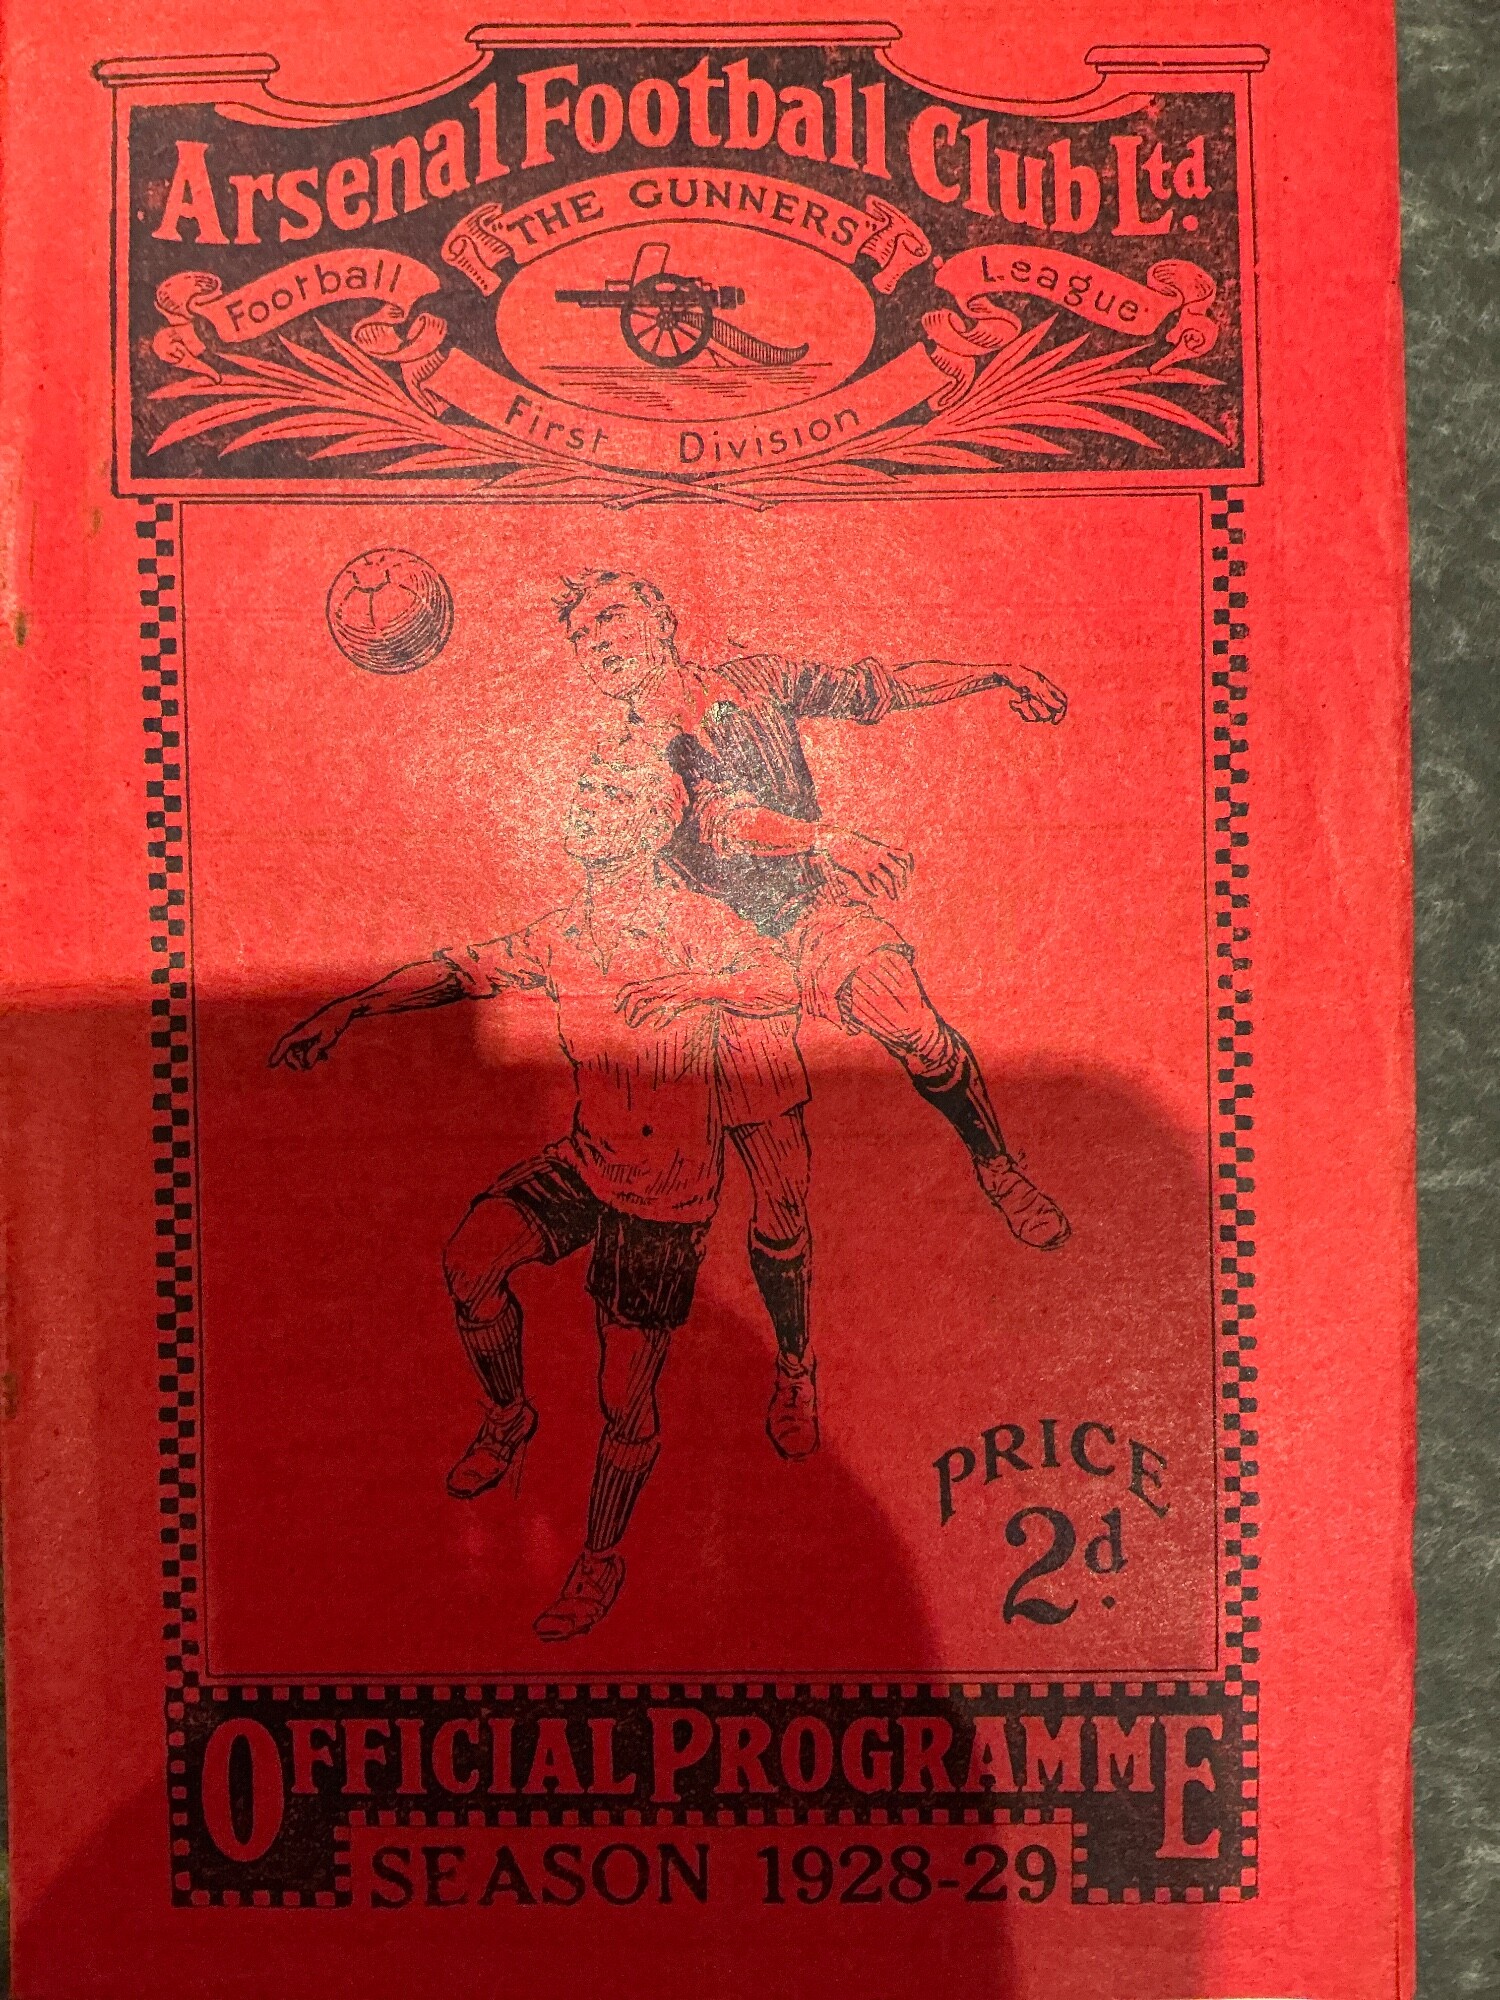 Arsenal Football Club Ltd.
"THE GUNNERS"
Football League
First Division
PRICE
2d.
OFFICIAL PROGRAMME
SEASON 1928-29